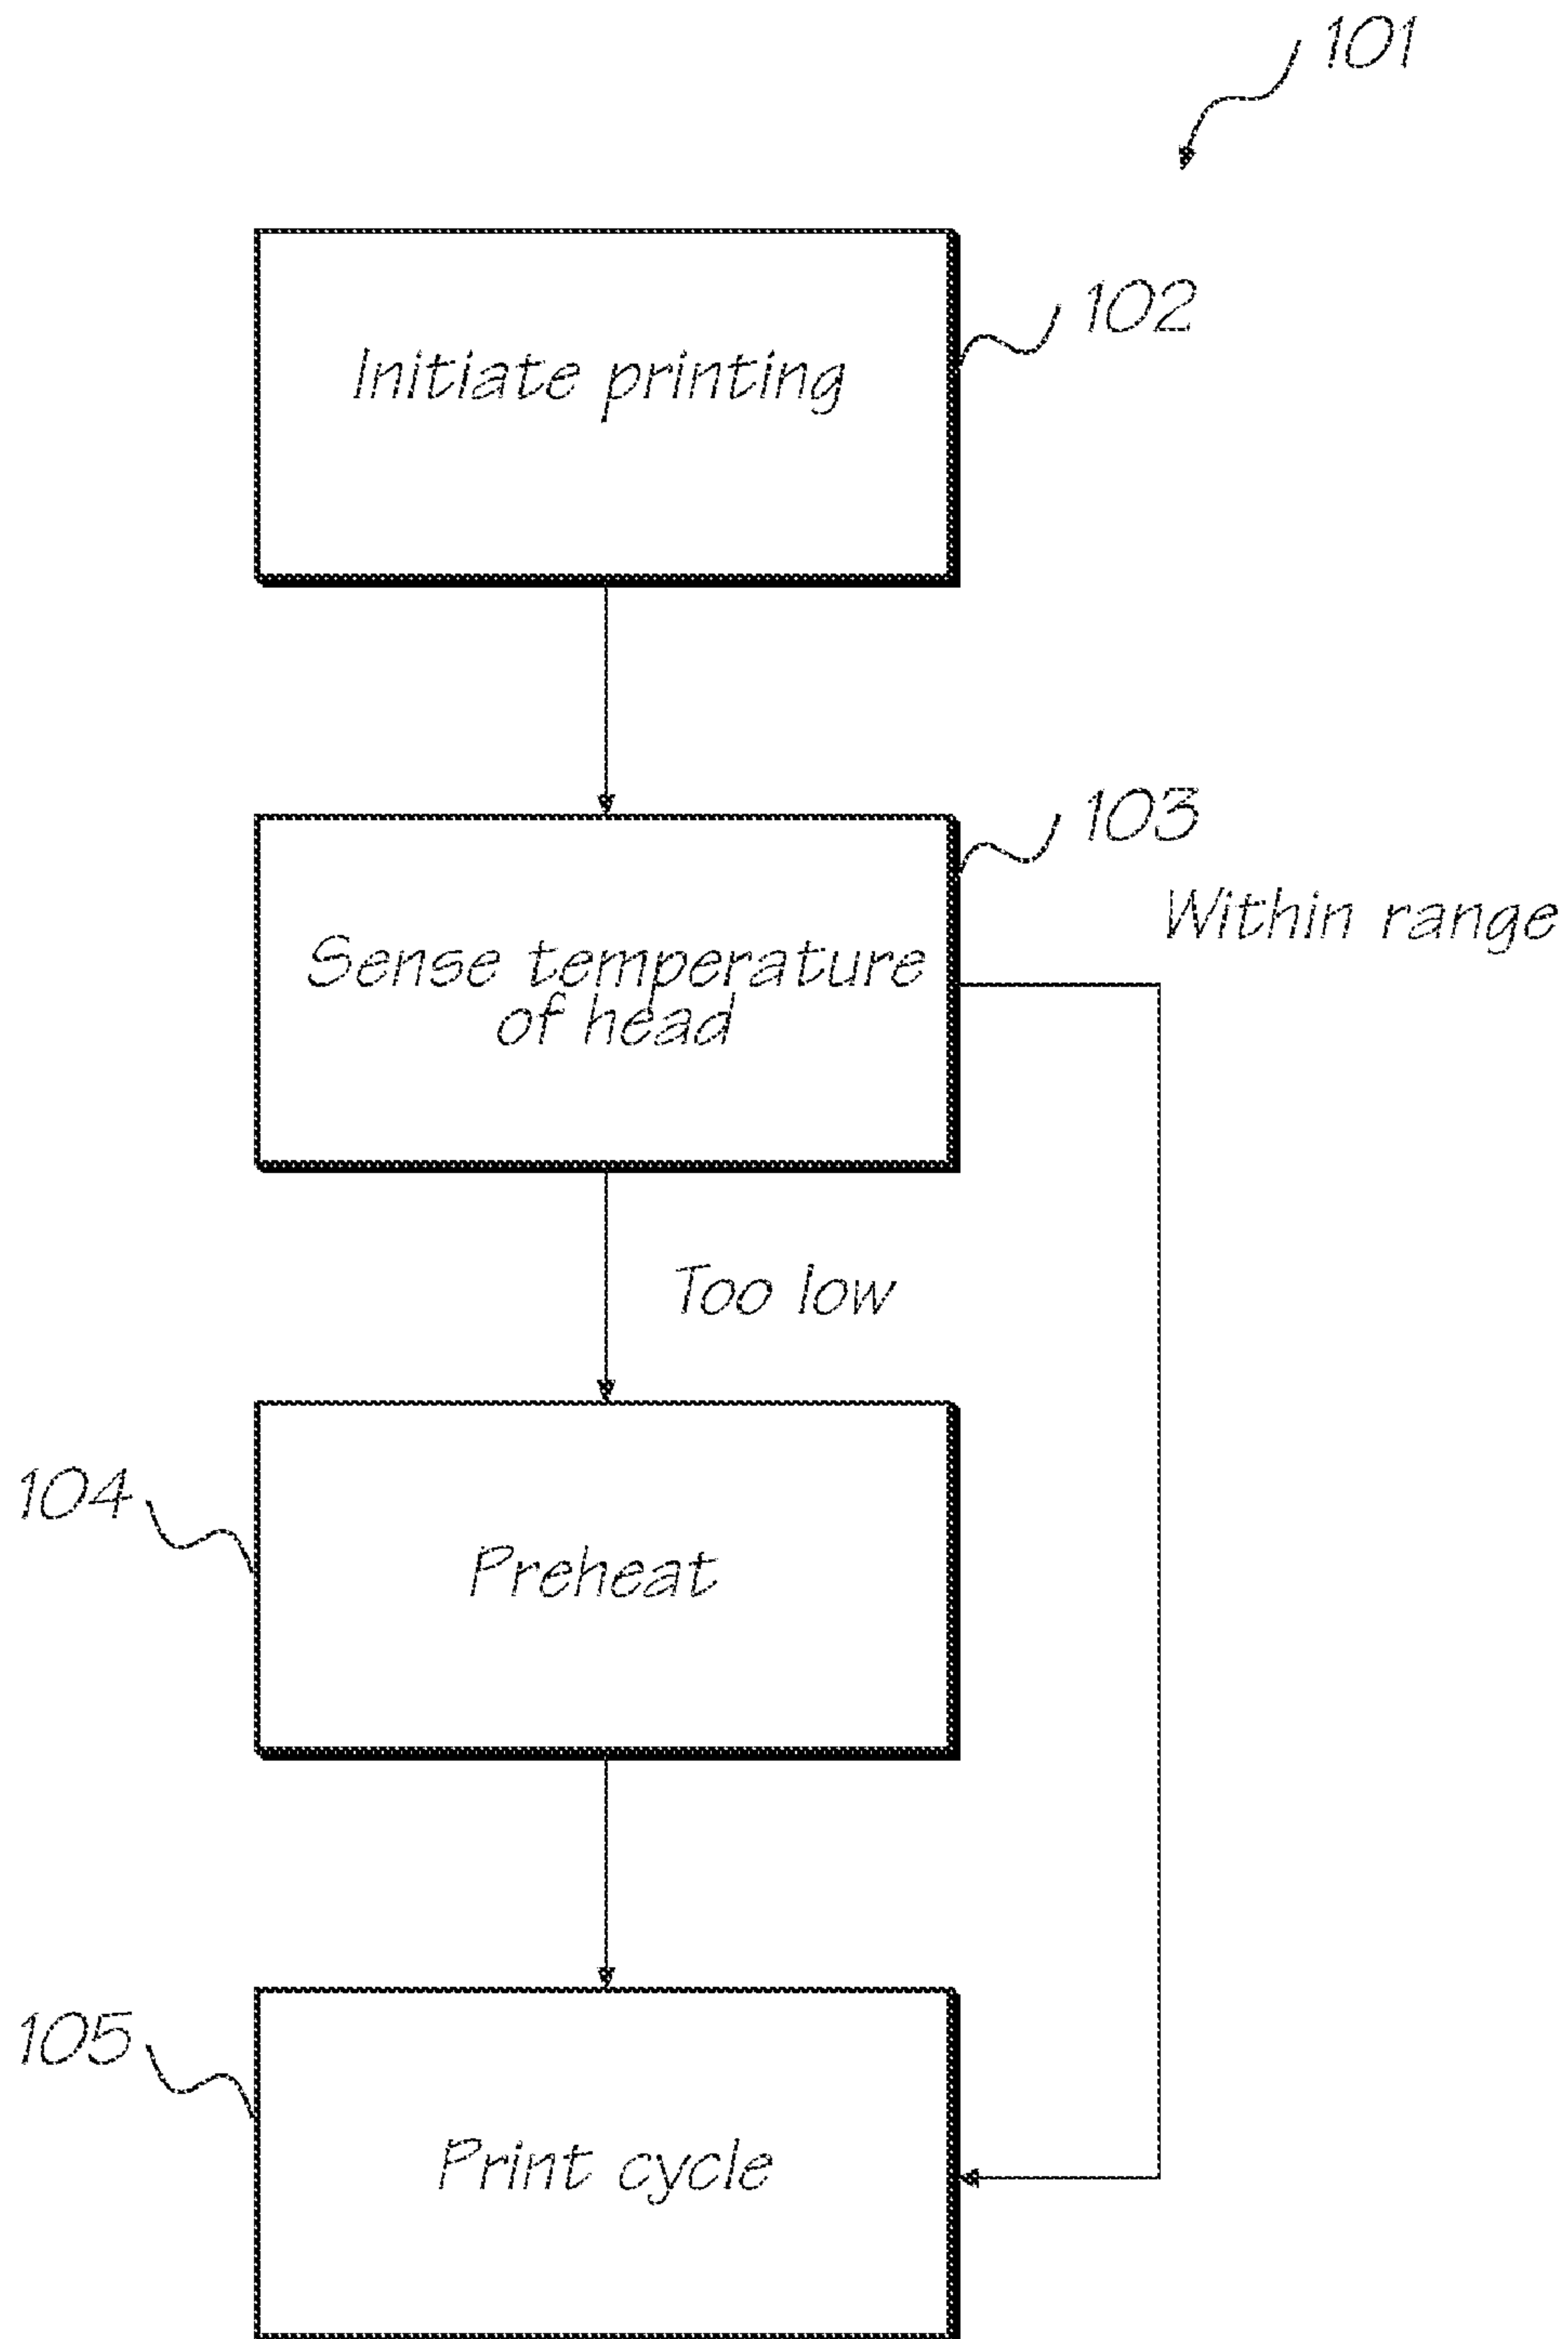 101
Initiate printing
102
103
Within range
Sense temperature
of head
Too low
104
Preheat
105
Print cycle